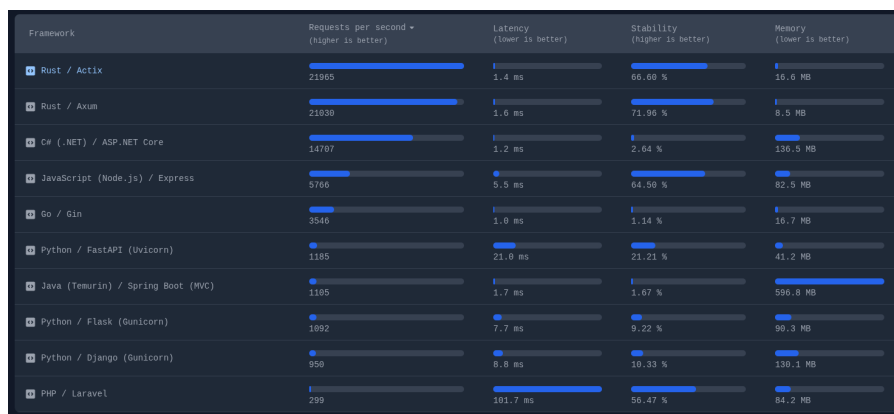 Framework Requests per second Latency Stability Memory
(higher is better) (lower is better) (higher is better) (lower is better)
Rust / Actix 21965 1.4 ms 66.60 % 16.6 MB
Rust / Axum 21030 1.6 ms 71.96 % 8.5 MB
C# (.NET) / ASP.NET Core 14707 1.2 ms 2.64 % 136.5 MB
JavaScript (Node.js) / Express 5766 5.5 ms 64.50 % 82.5 MB
Go / Gin 3546 1.0 ms 1.14 % 16.7 MB
Python / FastAPI (Uvicorn) 1185 21.0 ms 21.21 % 41.2 MB
Java (Temurin) / Spring Boot (MVC) 1105 1.7 ms 1.67 % 596.8 MB
Python / Flask (Gunicorn) 1092 7.7 ms 9.22 % 90.3 MB
Python / Django (Gunicorn) 950 8.8 ms 10.33 % 130.1 MB
PHP / Laravel 299 101.7 ms 56.47 % 84.2 MB